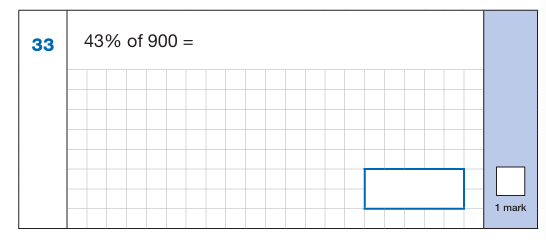 33
43% of 900 =
1 mark